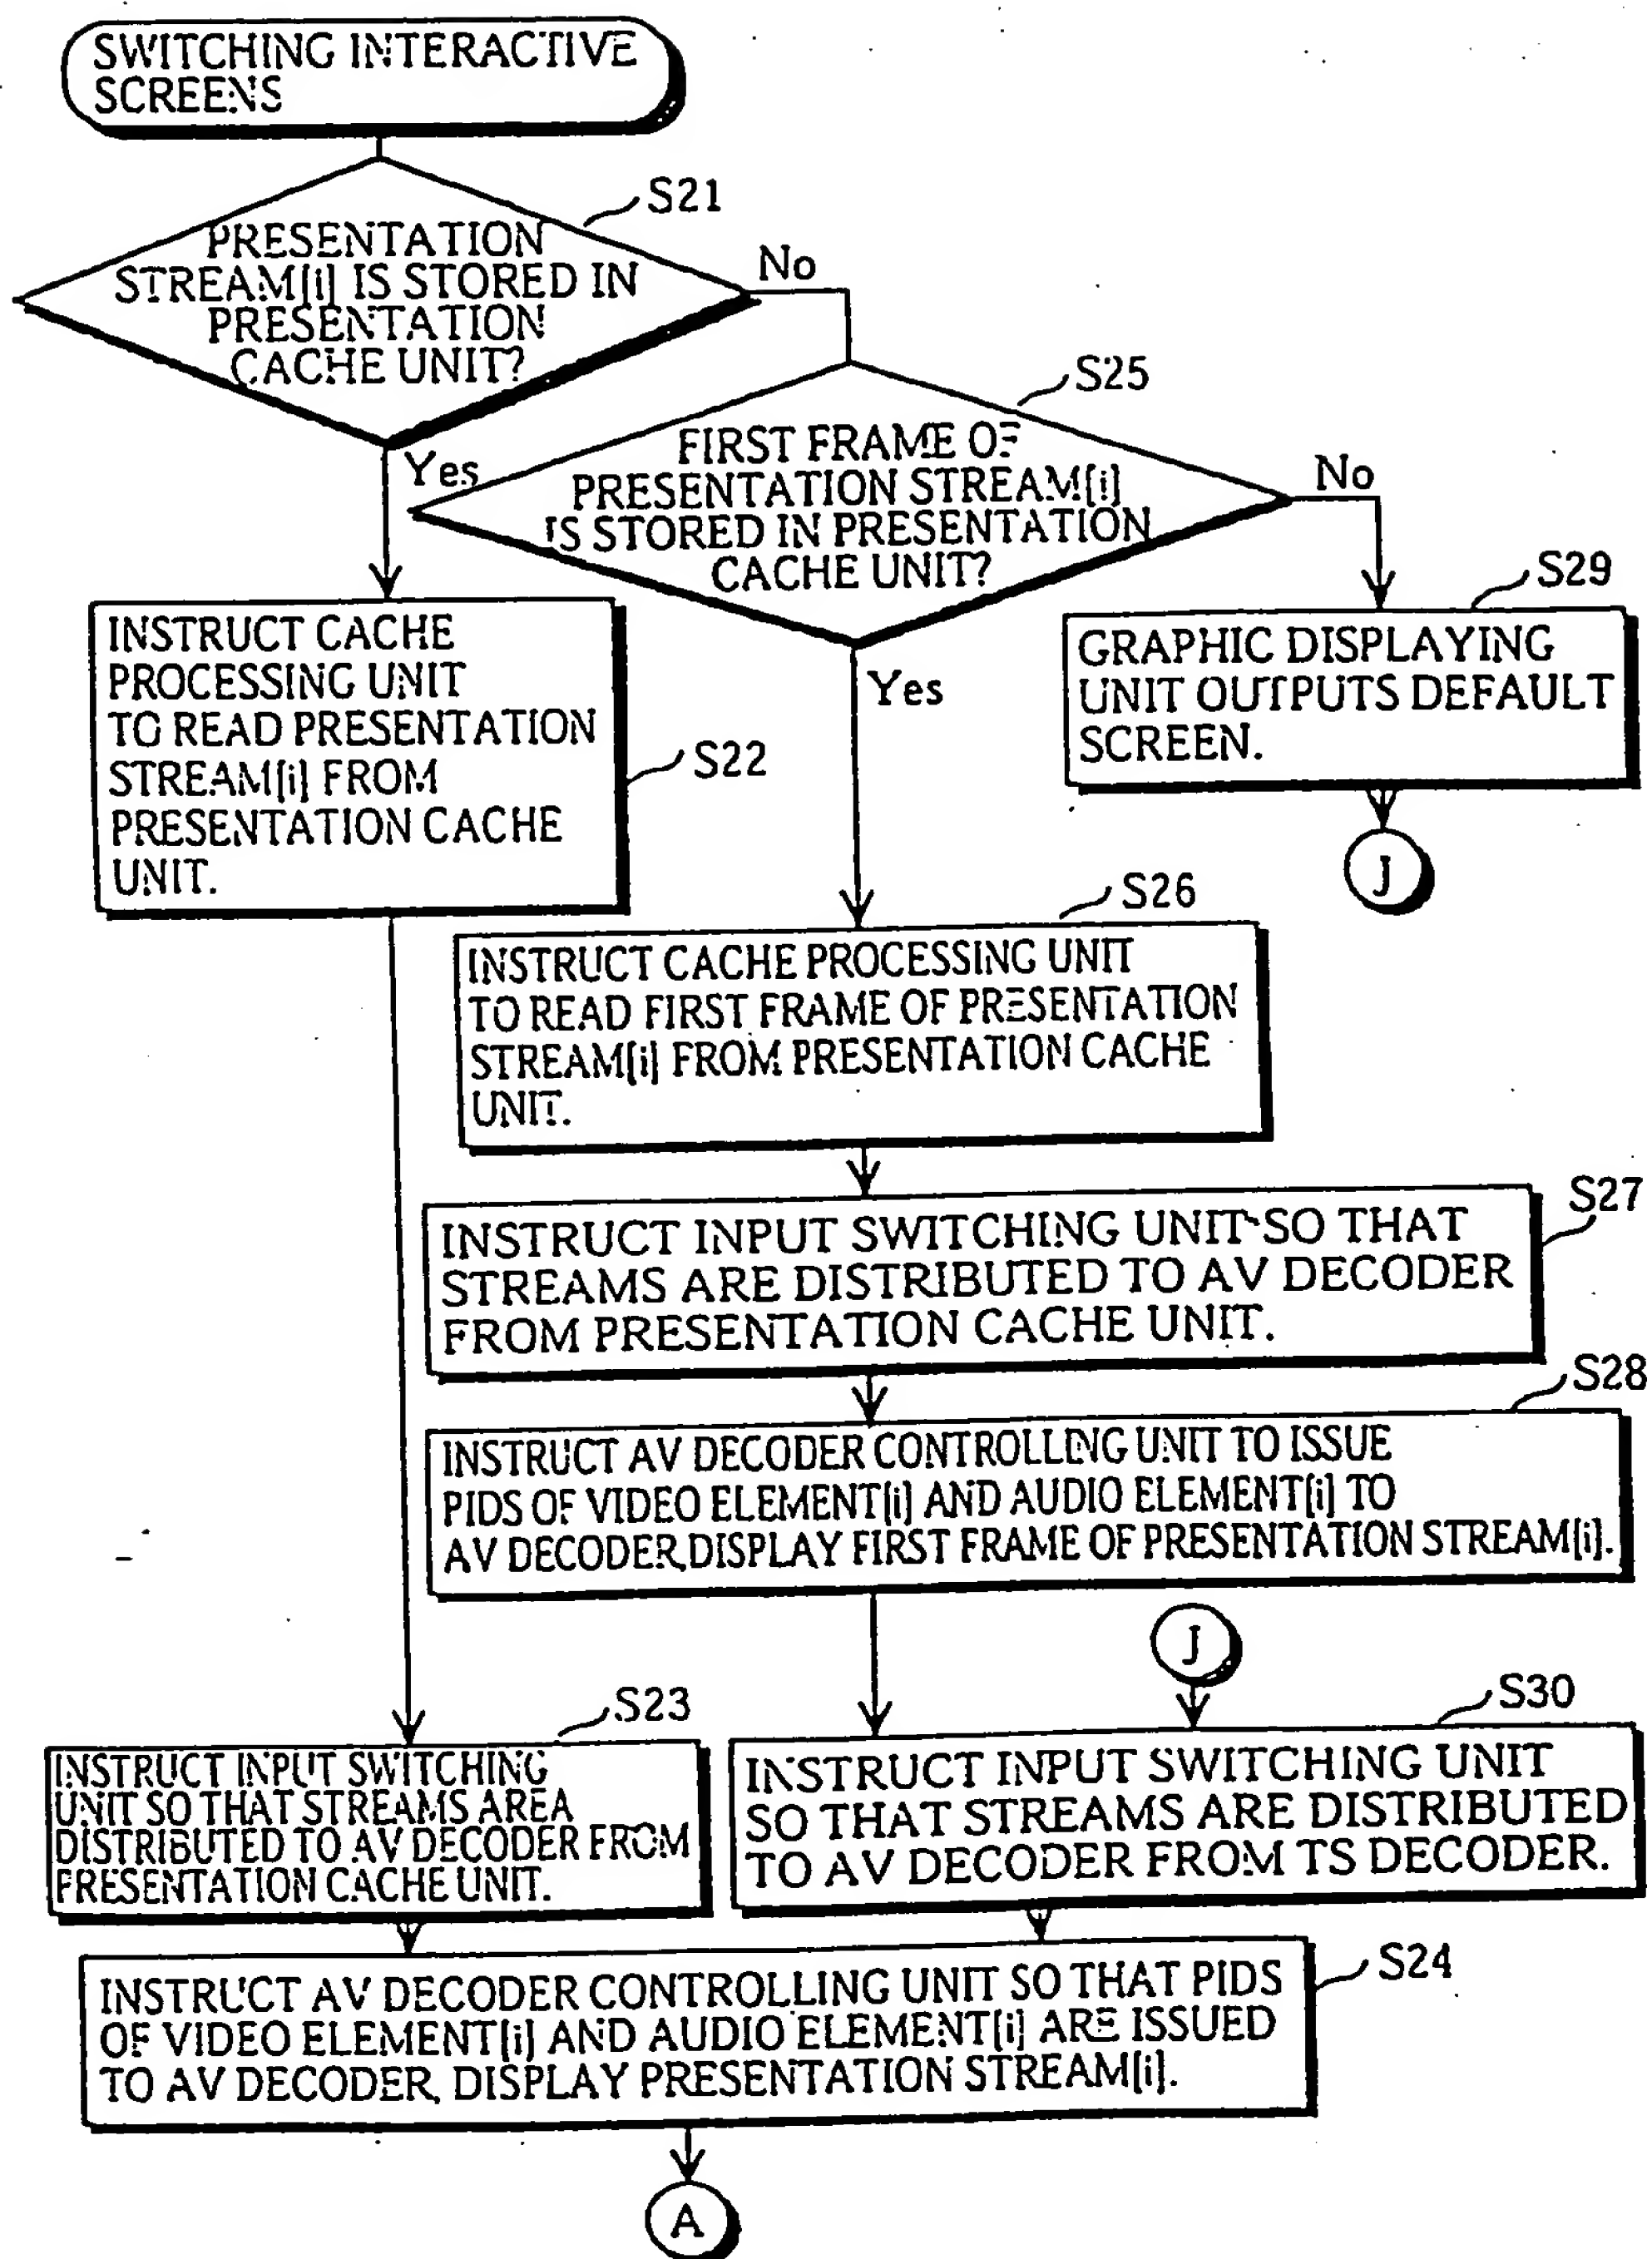 SWITCHING INTERACTIVE
SCREENS
S21
PRESENTATION
STREAM[i] IS STORED IN
PRESENTATION
CACHE UNIT?
No
Yes
S25
FIRST FRAME OF
PRESENTATION STREAM[i]
IS STORED IN PRESENTATION
CACHE UNIT?
No
Yes
S29
GRAPHIC DISPLAYING
UNIT OUTPUTS DEFAULT
SCREEN.
J
INSTRUCT CACHE
PROCESSING UNIT
TO READ PRESENTATION
STREAM[i] FROM
PRESENTATION CACHE
UNIT.
S22
S26
INSTRUCT CACHE PROCESSING UNIT
TO READ FIRST FRAME OF PRESENTATION
STREAM[i] FROM PRESENTATION CACHE
UNIT.
S27
INSTRUCT INPUT SWITCHING UNIT SO THAT
STREAMS ARE DISTRIBUTED TO AV DECODER
FROM PRESENTATION CACHE UNIT.
S28
INSTRUCT AV DECODER CONTROLLING UNIT TO ISSUE
PIDS OF VIDEO ELEMENT[i] AND AUDIO ELEMENT[i] TO
AV DECODER, DISPLAY FIRST FRAME OF PRESENTATION STREAM[i].
J
S23
INSTRUCT INPUT SWITCHING
UNIT SO THAT STREAMS AREA
DISTRIBUTED TO AV DECODER FROM
PRESENTATION CACHE UNIT.
S30
INSTRUCT INPUT SWITCHING UNIT
SO THAT STREAMS ARE DISTRIBUTED
TO AV DECODER FROM TS DECODER.
S24
INSTRUCT AV DECODER CONTROLLING UNIT SO THAT PIDS
OF VIDEO ELEMENT[i] AND AUDIO ELEMENT[i] ARE ISSUED
TO AV DECODER, DISPLAY PRESENTATION STREAM[i].
A